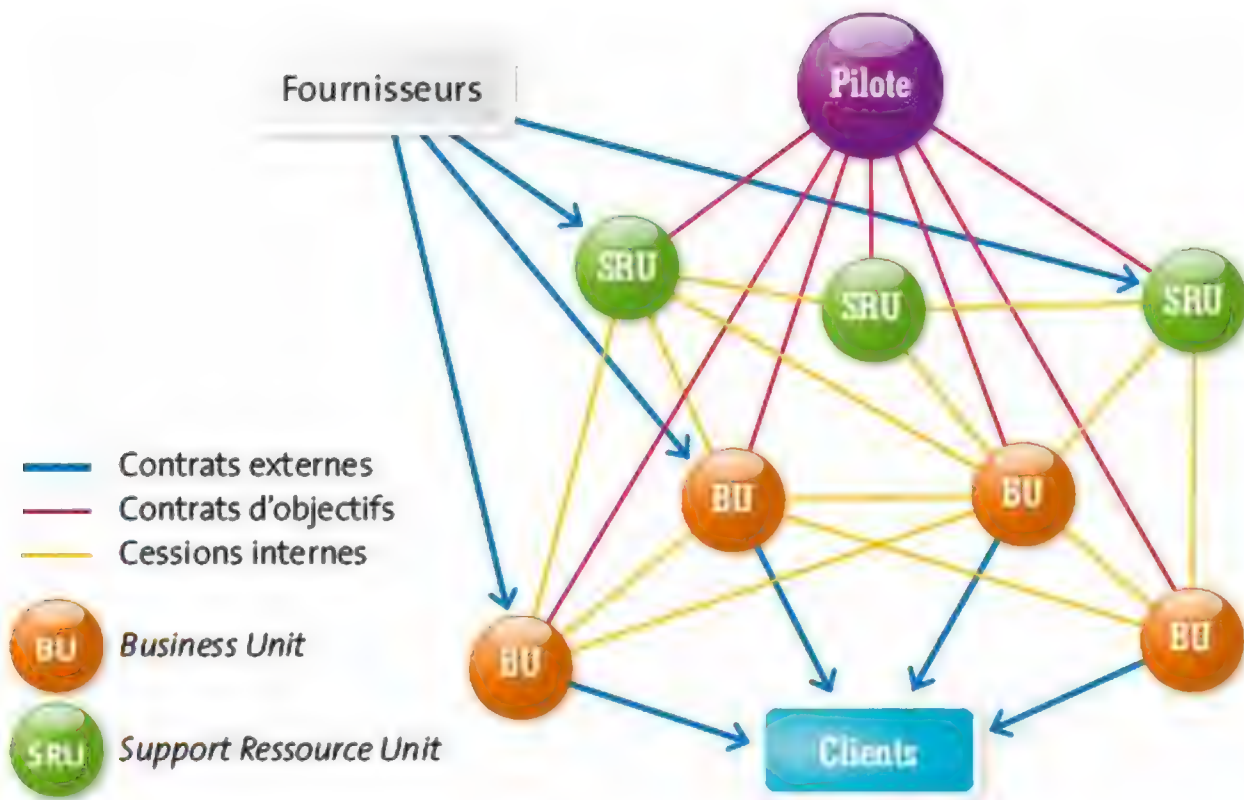 Fournisseurs
Pilote
SRU
SRU
SRU
BU
BU
BU
BU
Clients
Contrats externes
Contrats d'objectifs
Cessions internes
BU Business Unit
SRU Support Ressource Unit